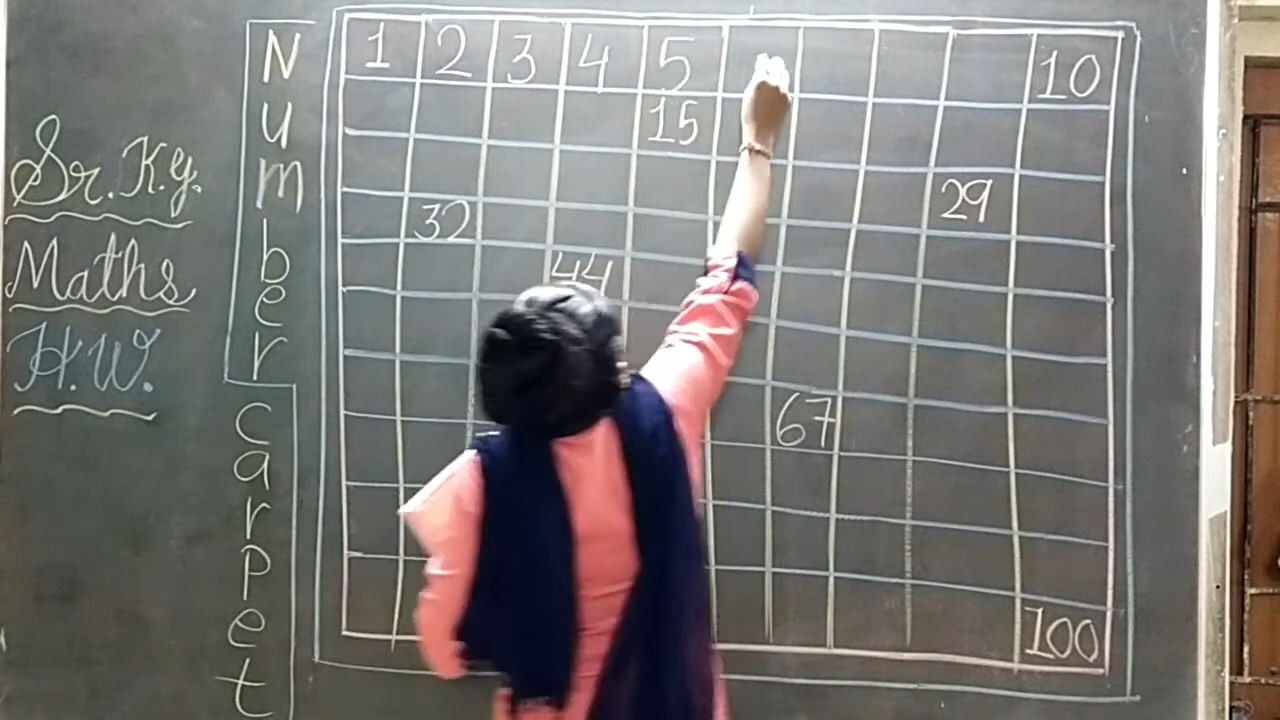 Sr. K.g.
Maths
H.W.
Number
carpet
1 2 3 4 5 10
15
29
32
44
67
100